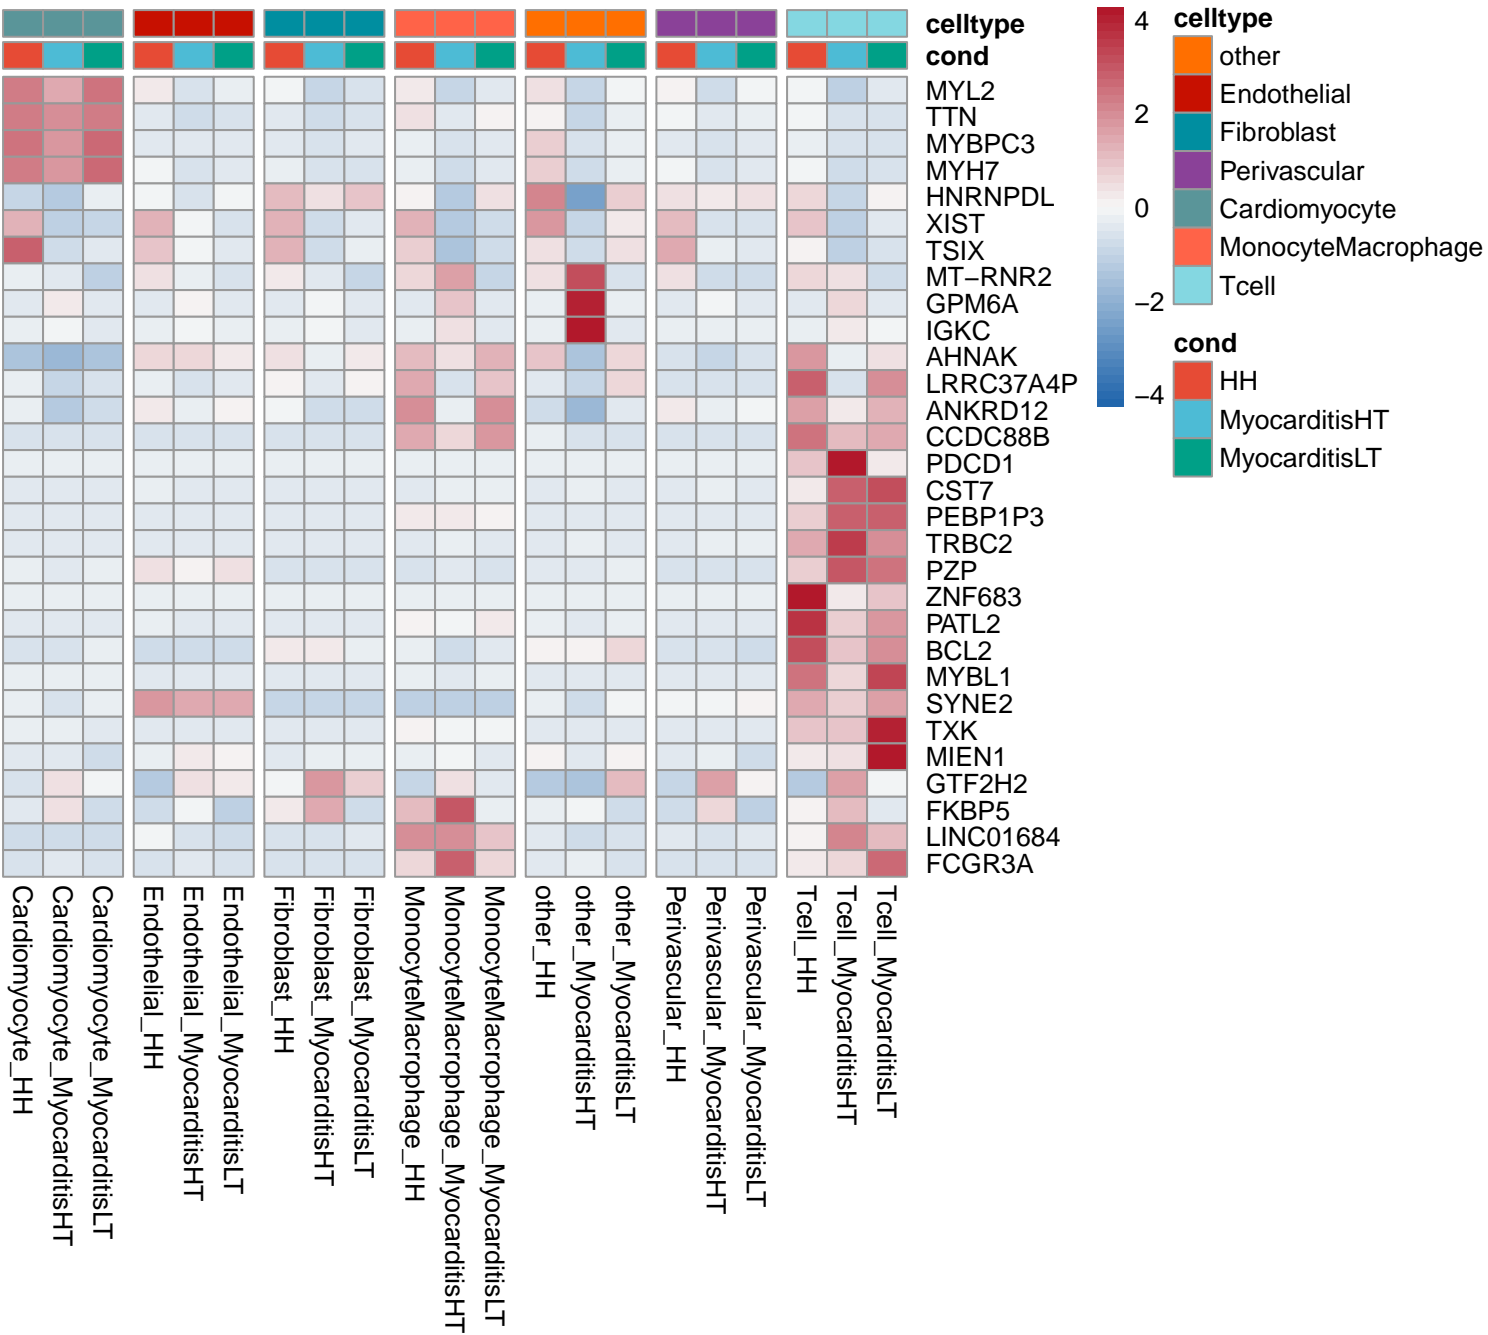 celltype
cond
MYL2
TTN
MYBPC3
MYH7
HNRNPDL
XIST
TSIX
MT−RNR2
GPM6A
IGKC
AHNAK
LRRC37A4P
ANKRD12
CCDC88B
PDCD1
CST7
PEBP1P3
TRBC2
PZP
ZNF683
PATL2
BCL2
MYBL1
SYNE2
TXK
MIEN1
GTF2H2
FKBP5
LINC01684
FCGR3A
Cardiomyocyte_HH
Cardiomyocyte_MyocarditisHT
Cardiomyocyte_MyocarditisLT
Endothelial_HH
Endothelial_MyocarditisHT
Endothelial_MyocarditisLT
Fibroblast_HH
Fibroblast_MyocarditisHT
Fibroblast_MyocarditisLT
MonocyteMacrophage_HH
MonocyteMacrophage_MyocarditisHT
MonocyteMacrophage_MyocarditisLT
other_HH
other_MyocarditisHT
other_MyocarditisLT
Perivascular_HH
Perivascular_MyocarditisHT
Perivascular_MyocarditisLT
Tcell_HH
Tcell_MyocarditisHT
Tcell_MyocarditisLT
4
2
0
−2
−4
celltype
other
Endothelial
Fibroblast
Perivascular
Cardiomyocyte
MonocyteMacrophage
Tcell
cond
HH
MyocarditisHT
MyocarditisLT